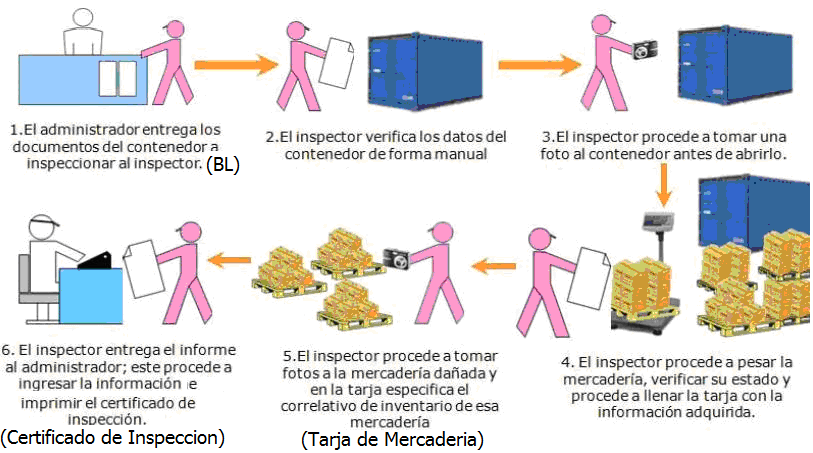 1.El administrador entrega los
documentos del contenedor a
inspeccionar al inspector. (BL)
2.El inspector verifica los datos del
contenedor de forma manual
3.El inspector procede a tomar una
foto al contenedor antes de abrirlo.
4. El inspector procede a pesar la
mercadería, verificar su estado y
procede a llenar la tarja con la
información adquirida.
5.El inspector procede a tomar
fotos a la mercadería dañada y
en la tarja especifica el
correlativo de inventario de esa
mercadería
(Tarja de Mercaderia)
6. El inspector entrega el informe
al administrador; este procede a
ingresar la información e
imprimir el certificado de
inspección.
(Certificado de Inspeccion)